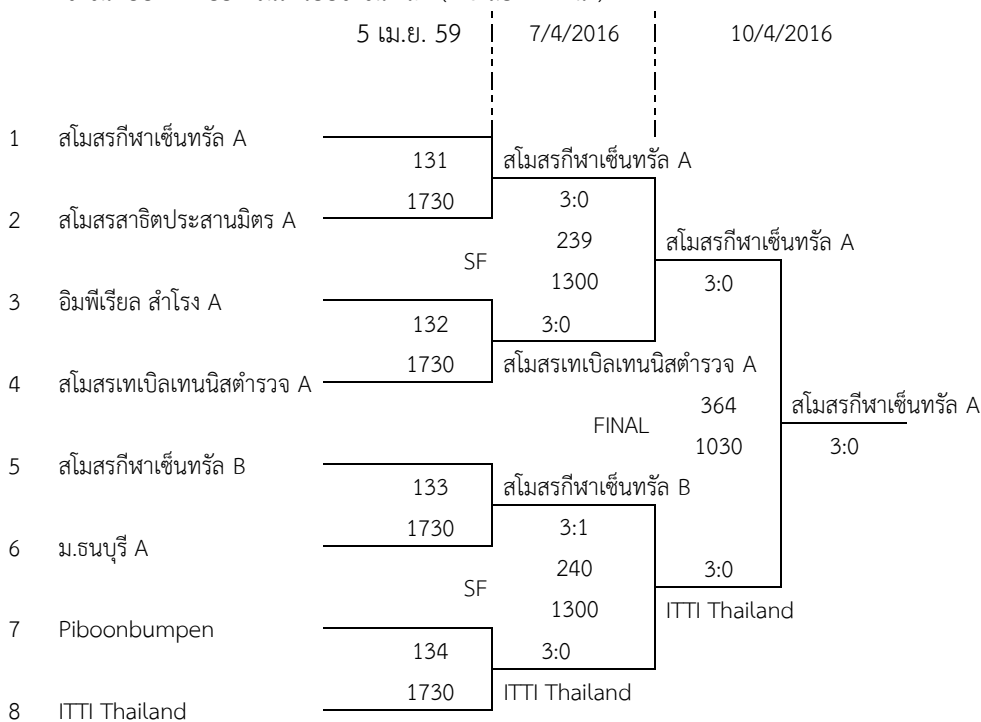 5 เม.ย. 59 7/4/2016 10/4/2016
1 สโมสรกีฬาเซ็นทรัล A
131 สโมสรกีฬาเซ็นทรัล A
1730 3:0
2 สโมสรสาธิตประสานมิตร A
239 สโมสรกีฬาเซ็นทรัล A
SF
1300 3:0
3 อิมพีเรียล สำโรง A
132 3:0
1730 สโมสรเทเบิลเทนนิสตำรวจ A
4 สโมสรเทเบิลเทนนิสตำรวจ A
364 สโมสรกีฬาเซ็นทรัล A
FINAL
1030 3:0
5 สโมสรกีฬาเซ็นทรัล B
133 สโมสรกีฬาเซ็นทรัล B
1730 3:1
6 ม.ธนบุรี A
240 3:0
SF
1300 ITTI Thailand
7 Piboonbumpen
134 3:0
1730 ITTI Thailand
8 ITTI Thailand